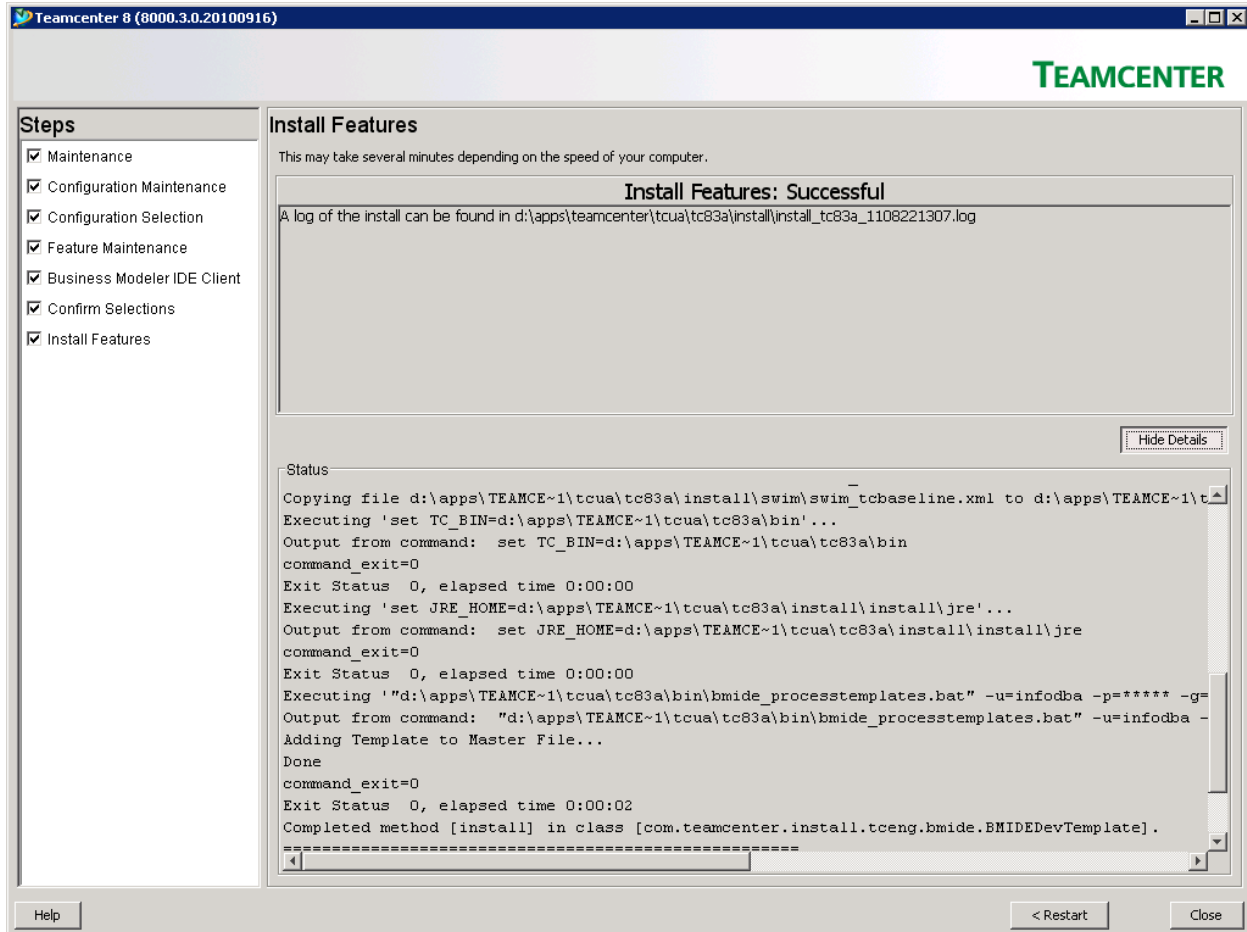 Teamcenter 8 (8000.3.0.20100916)
TEAMCENTER
Steps
Maintenance
Configuration Maintenance
Configuration Selection
Feature Maintenance
Business Modeler IDE Client
Confirm Selections
Install Features
Install Features
This may take several minutes depending on the speed of your computer.
Install Features: Successful
A log of the install can be found in d:\apps\teamcenter\tcua\tc83a\install\install_tc83a_1108221307.log
Hide Details
Status
Copying file d:\apps\TEAMCE~1\tcua\tc83a\install\swim\swim_tcbaseline.xml to d:\apps\TEAMCE~1\t
Executing 'set TC_BIN=d:\apps\TEAMCE~1\tcua\tc83a\bin'...
Output from command:  set TC_BIN=d:\apps\TEAMCE~1\tcua\tc83a\bin
command_exit=0
Exit Status  0, elapsed time 0:00:00
Executing 'set JRE_HOME=d:\apps\TEAMCE~1\tcua\tc83a\install\install\jre'...
Output from command:  set JRE_HOME=d:\apps\TEAMCE~1\tcua\tc83a\install\install\jre
command_exit=0
Exit Status  0, elapsed time 0:00:00
Executing '"d:\apps\TEAMCE~1\tcua\tc83a\bin\bmide_processtemplates.bat" -u=infodba -p=***** -g=
Output from command:  "d:\apps\TEAMCE~1\tcua\tc83a\bin\bmide_processtemplates.bat" -u=infodba -
Adding Template to Master File...
Done
command_exit=0
Exit Status  0, elapsed time 0:00:02
Completed method [install] in class [com.teamcenter.install.tceng.bmide.BMIDEDevTemplate].
=====================================================
Help
< Restart
Close